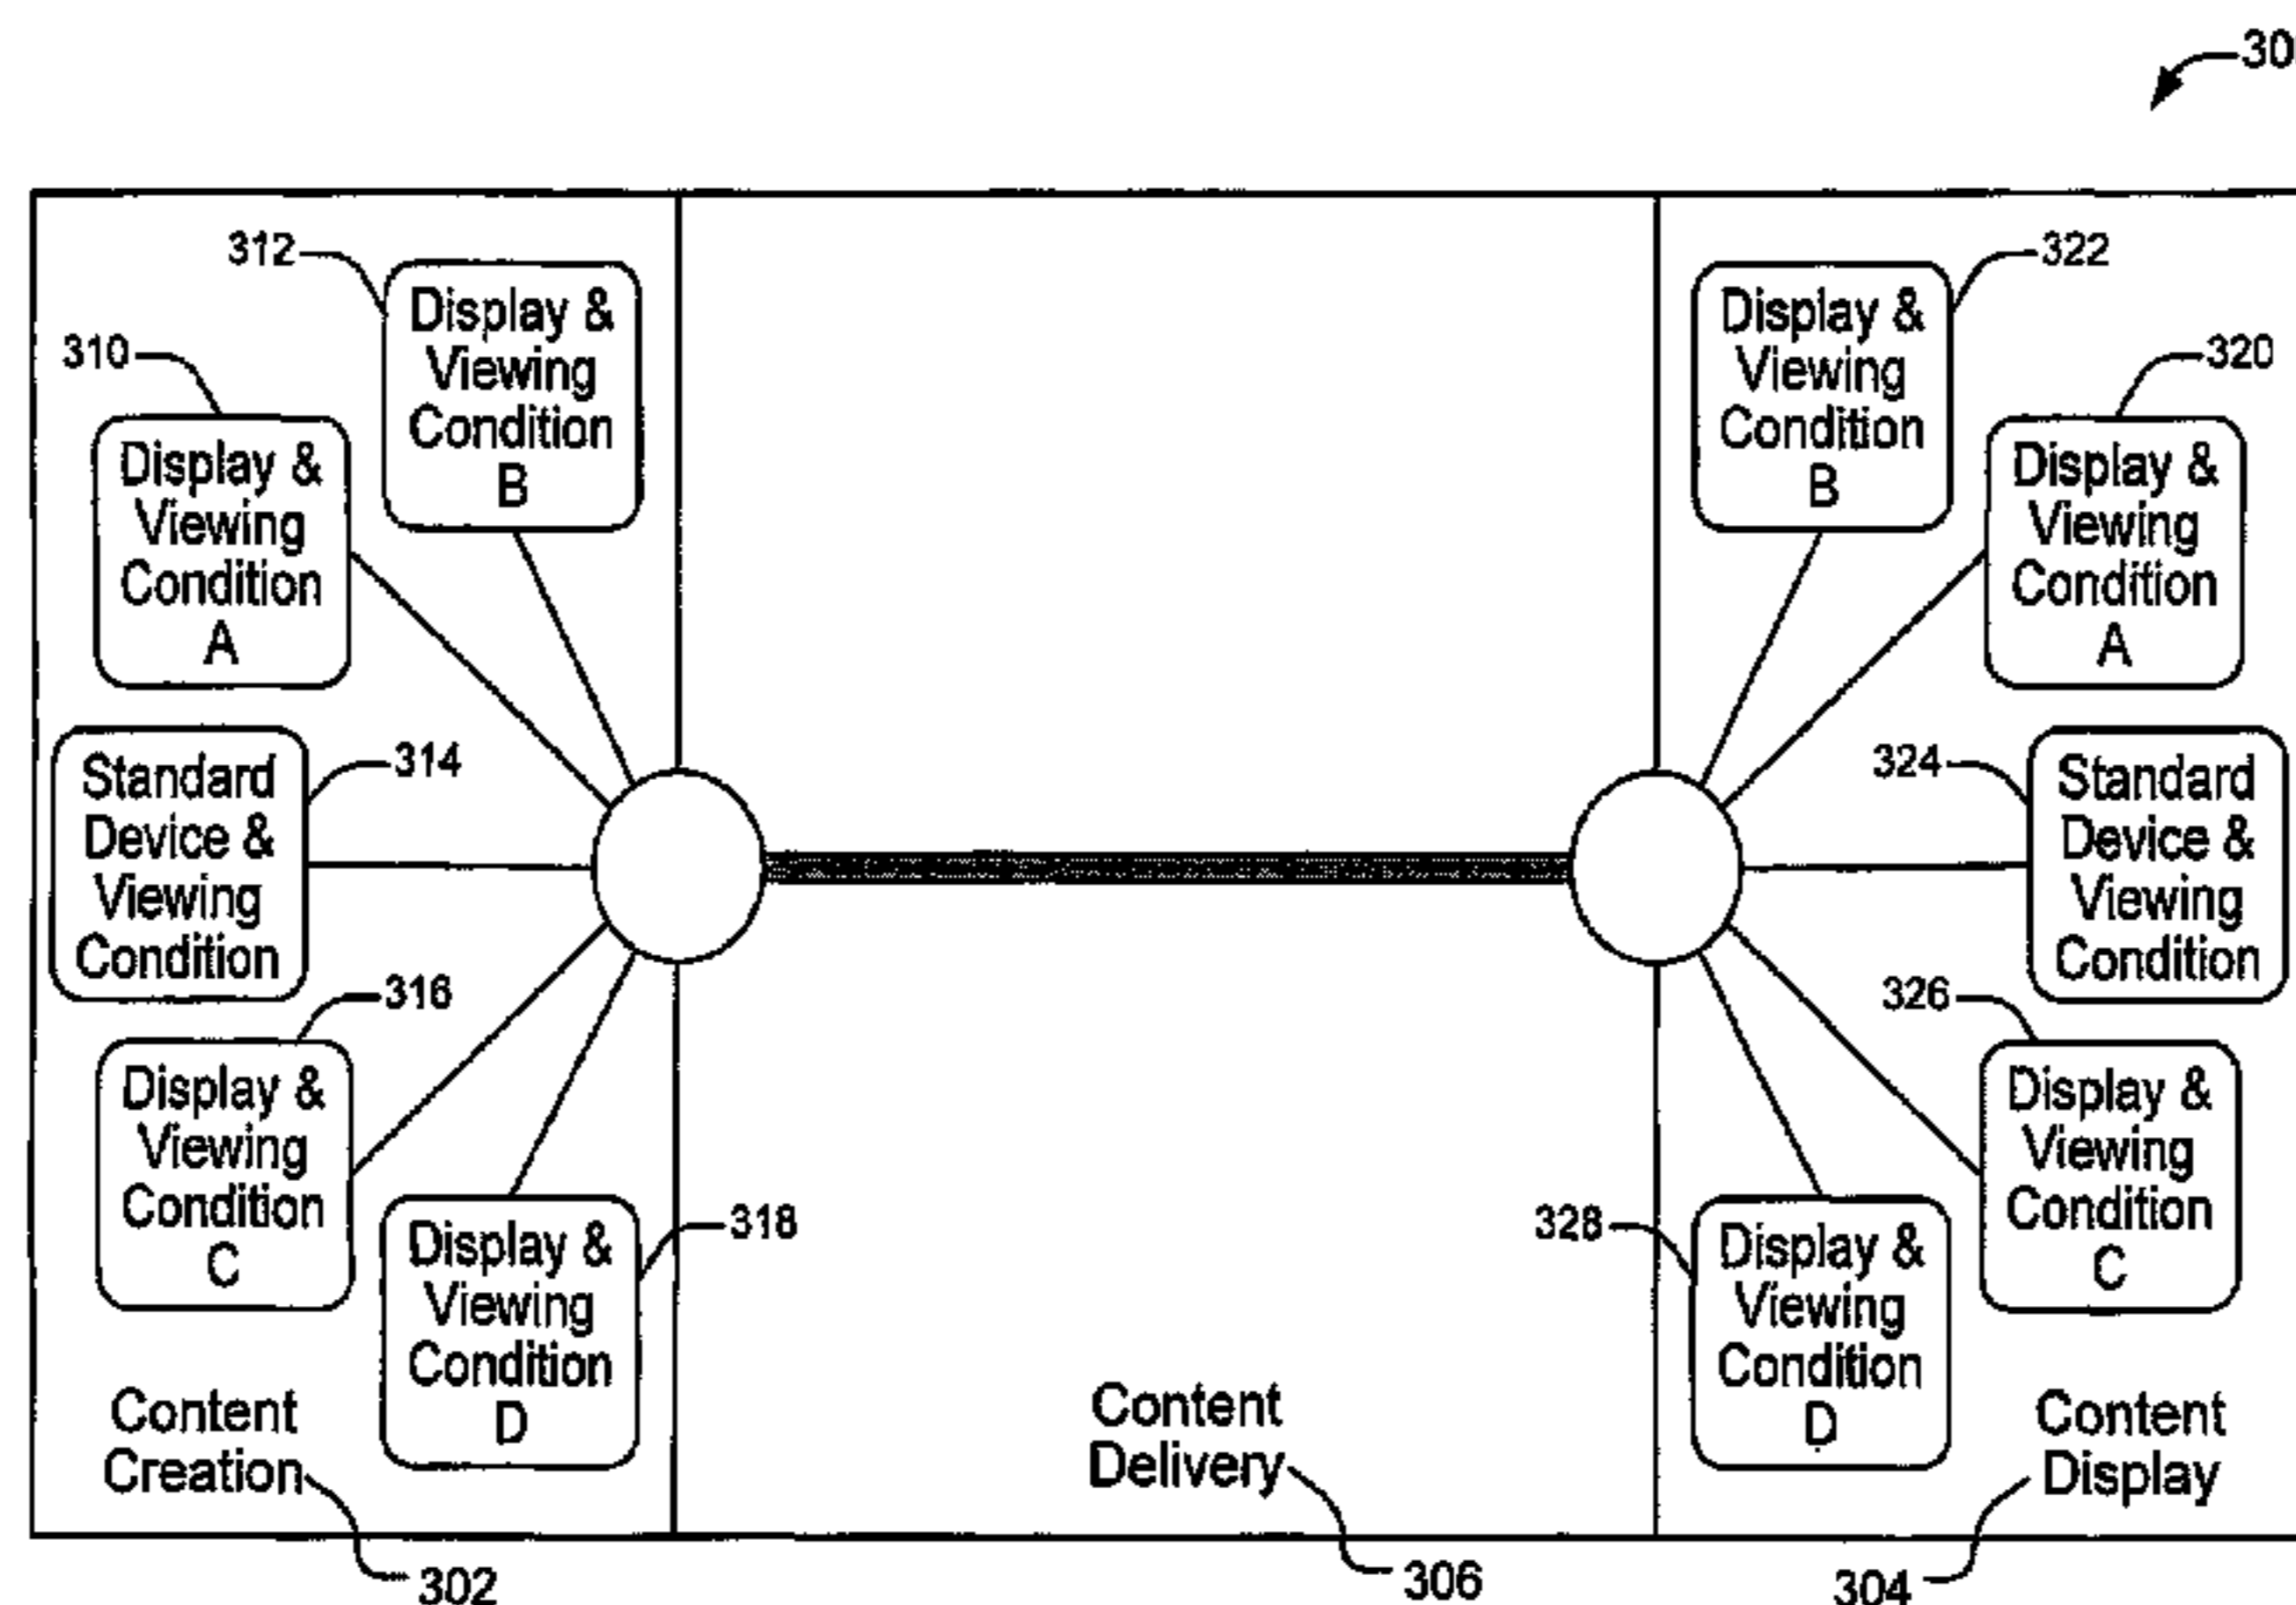 30
312
Display &
Viewing
Condition
B
310
Display &
Viewing
Condition
A
314
Standard
Device &
Viewing
Condition
316
Display &
Viewing
Condition
C
318
Display &
Viewing
Condition
D
Content
Creation
302
Content
Delivery
306
322
Display &
Viewing
Condition
B
320
Display &
Viewing
Condition
A
324
Standard
Device &
Viewing
Condition
326
Display &
Viewing
Condition
C
328
Display &
Viewing
Condition
D
Content
Display
304